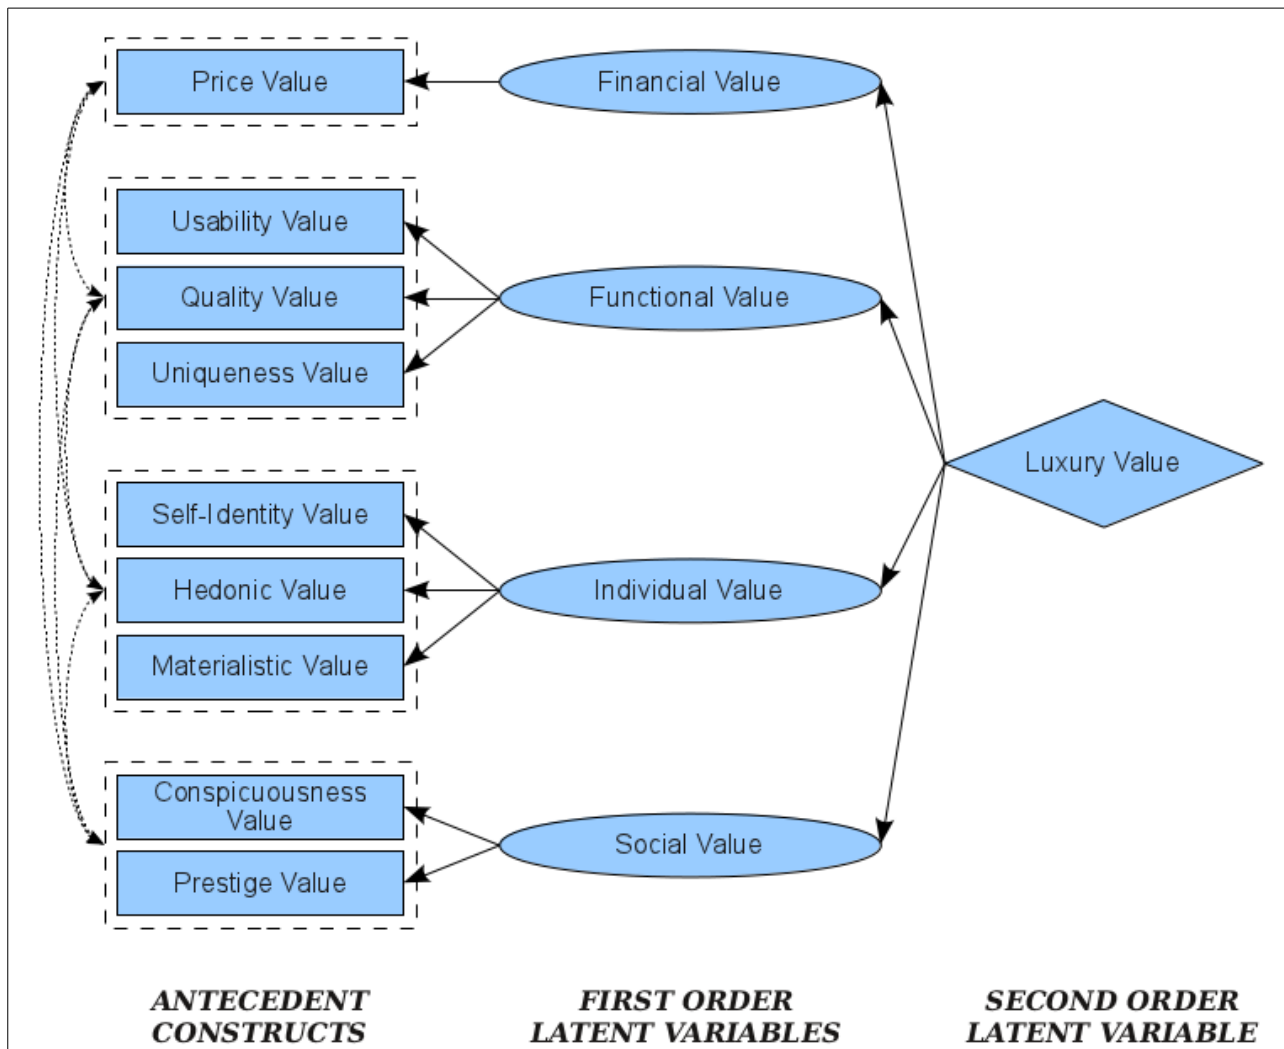 Price Value
Financial Value
Usability Value
Quality Value
Functional Value
Uniqueness Value
Luxury Value
Self-Identity Value
Hedonic Value
Individual Value
Materialistic Value
Conspicuousness
Value
Social Value
Prestige Value
ANTECEDENT
CONSTRUCTS
FIRST ORDER
LATENT VARIABLES
SECOND ORDER
LATENT VARIABLE